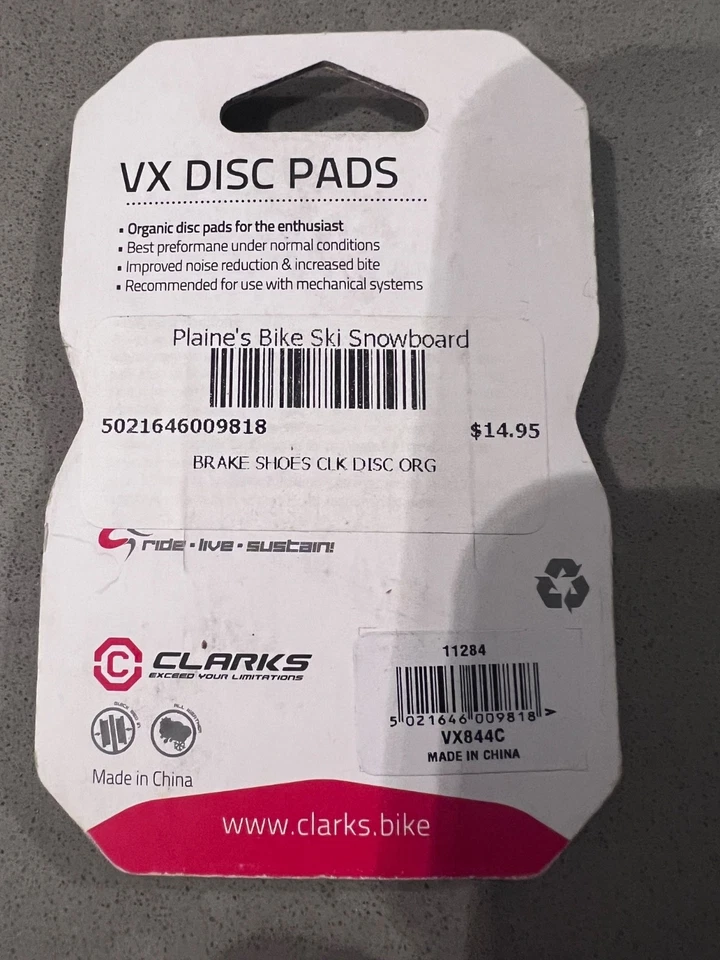 VX DISC PADS
• Organic disc pads for the enthusiast
• Best preformane under normal conditions
• Improved noise reduction & increased bite
• Recommended for use with mechanical systems
Plaine's Bike Ski Snowboard
5021646009818
$14.95
BRAKE SHOES CLK DISC ORG
ride • live • sustain!
C CLARKS
EXCEED YOUR LIMITATIONS
ALL WEATHER
Made in China
11284
5 021646 009818 >
VX844C
MADE IN CHINA
www.clarks.bike